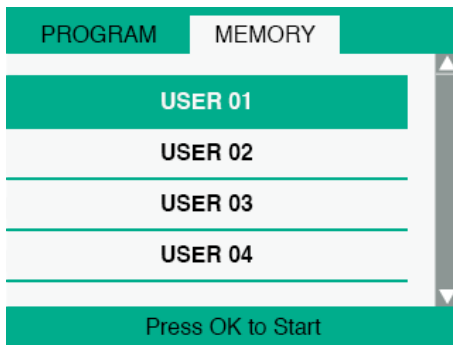 PROGRAM MEMORY
USER 01
USER 02
USER 03
USER 04
Press OK to Start